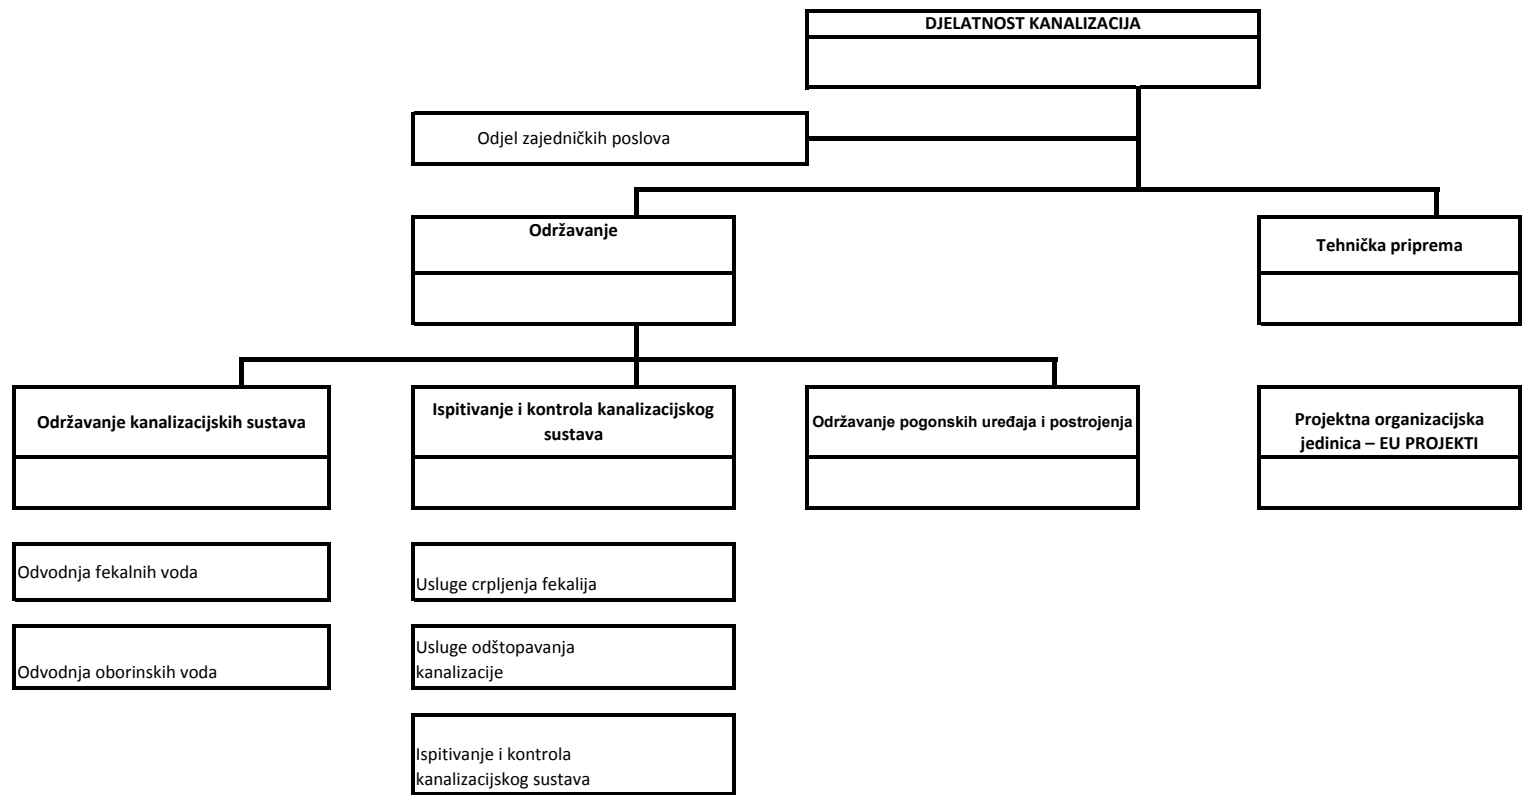 DJELATNOST KANALIZACIJA
Odjel zajedničkih poslova
Održavanje
Tehnička priprema
Održavanje kanalizacijskih sustava
Ispitivanje i kontrola kanalizacijskog
sustava
Održavanje pogonskih uređaja i postrojenja
Projektna organizacijska
jedinica – EU PROJEKTI
Odvodnja fekalnih voda
Usluge crpljenja fekalija
Odvodnja oborinskih voda
Usluge odštopavanja
kanalizacije
Ispitivanje i kontrola
kanalizacijskog sustava